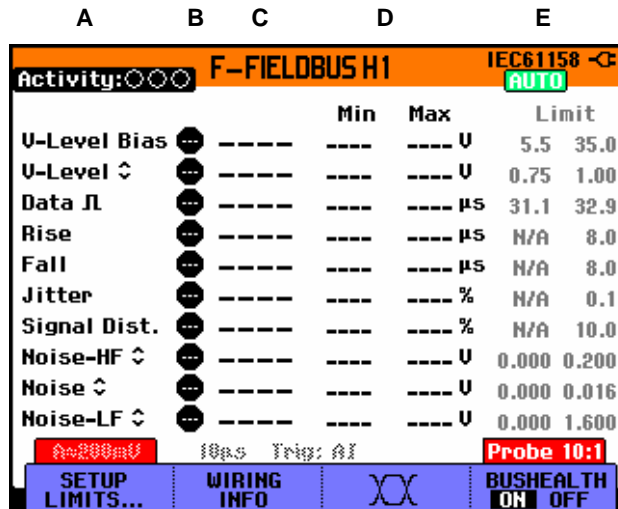 A B C D E
Activity: F-FIELDBUS H1 IEC61158
AUTO
Min Max Limit
V-Level Bias ---- ---- ---- V 5.5 35.0
V-Level ---- ---- ---- V 0.75 1.00
Data ---- ---- ---- µs 31.1 32.9
Rise ---- ---- ---- µs N/A 8.0
Fall ---- ---- ---- µs N/A 8.0
Jitter ---- ---- ---- % N/A 0.1
Signal Dist. ---- ---- ---- % N/A 10.0
Noise-HF ---- ---- ---- V 0.000 0.200
Noise ---- ---- ---- V 0.000 0.016
Noise-LF ---- ---- ---- V 0.000 1.600
A~200mV 10µs Trig: AI Probe 10:1
SETUP LIMITS...
WIRING INFO
BUSHEALTH
ON OFF